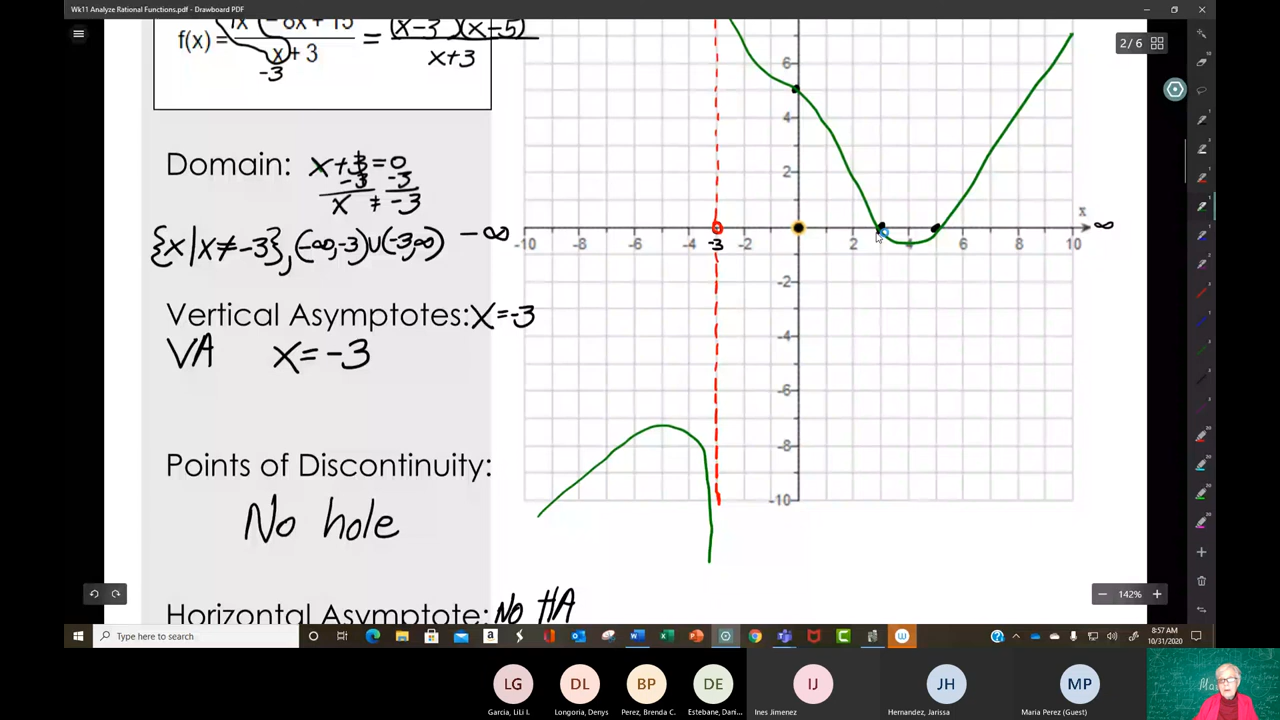 Wk11 Analyze Rational Functions.pdf - Drawboard PDF
2 / 6
(x-3)(x-5)
f(x) = x + 3 = x+3
-3
Domain: x+3=0
-3 -3
x ≠ -3
{x|x≠-3}, (-∞,-3)∪(-3,∞)
Vertical Asymptotes: X=-3
VA x=-3
Points of Discontinuity:
No hole
Horizontal Asymptote: No HA
6
4
2
x
-∞ -10 -8 -6 -4 -3 -2 2 4 6 8 10 ∞
-2
-4
-6
-8
-10
142%
Type here to search
8:57 AM
10/31/2020
LG DL BP DE IJ JH MP
Garcia, LiLi I. Longoria, Denys Perez, Brenda C. Estebane, Dani... Ines Jimenez Hernandez, Jarissa Maria Perez (Guest)